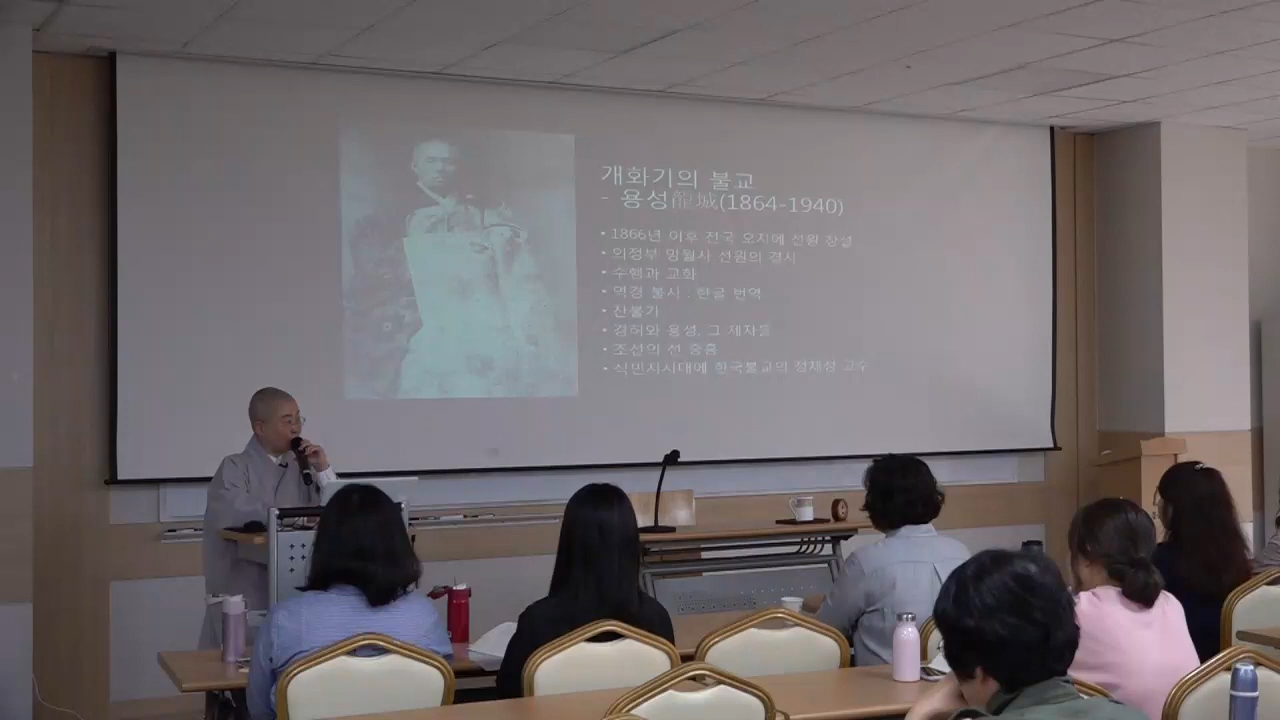 개화기의 불교
- 용성龍城(1864-1940)
• 1866년 이후 전국 오지에 선원 창설
• 의정부 망월사 선원의 결사
• 수행과 교화
• 역경 불사 : 한글 번역
• 찬불가
• 경허와 용성, 그 제자들
• 조선의 선 중흥
• 식민지시대에 한국불교의 정체성 고수